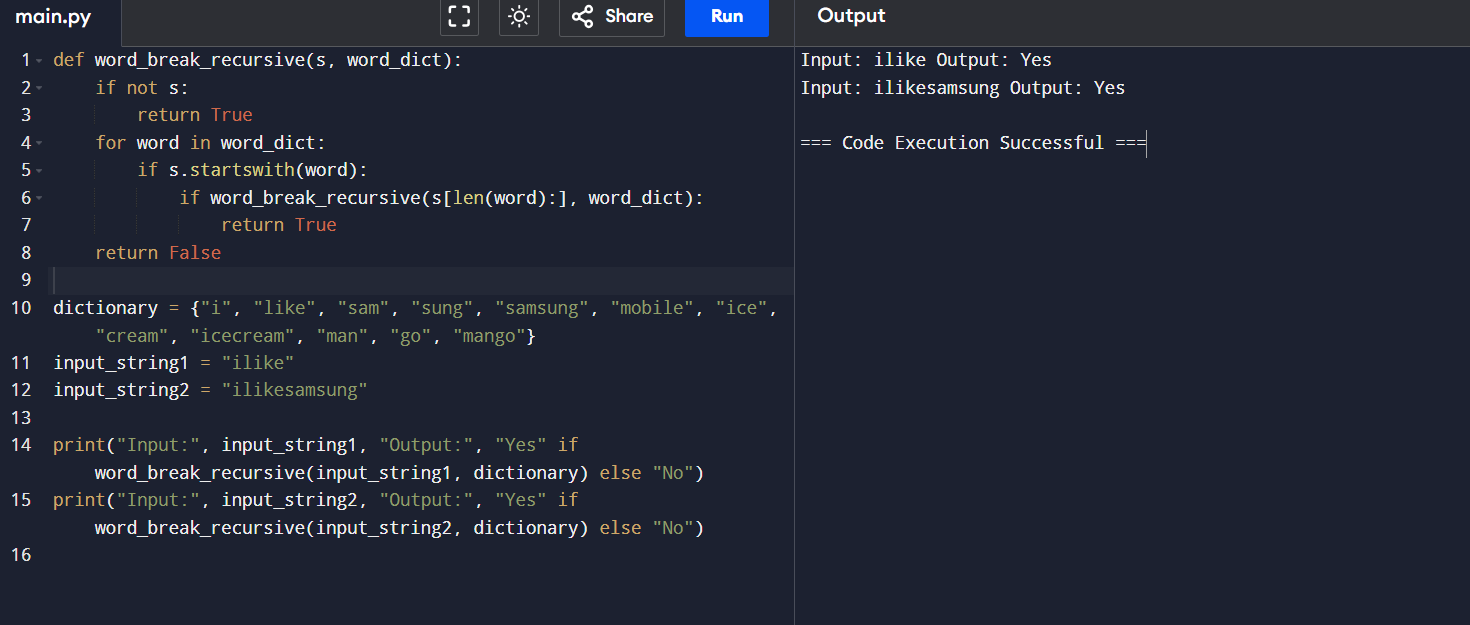 main.py
Share
Run
Output
1 def word_break_recursive(s, word_dict):
2     if not s:
3         return True
4     for word in word_dict:
5         if s.startswith(word):
6             if word_break_recursive(s[len(word):], word_dict):
7                 return True
8     return False
9
10 dictionary = {"i", "like", "sam", "sung", "samsung", "mobile", "ice",
    "cream", "icecream", "man", "go", "mango"}
11 input_string1 = "ilike"
12 input_string2 = "ilikesamsung"
13
14 print("Input:", input_string1, "Output:", "Yes" if
    word_break_recursive(input_string1, dictionary) else "No")
15 print("Input:", input_string2, "Output:", "Yes" if
    word_break_recursive(input_string2, dictionary) else "No")
16
Input: ilike Output: Yes
Input: ilikesamsung Output: Yes
=== Code Execution Successful ===